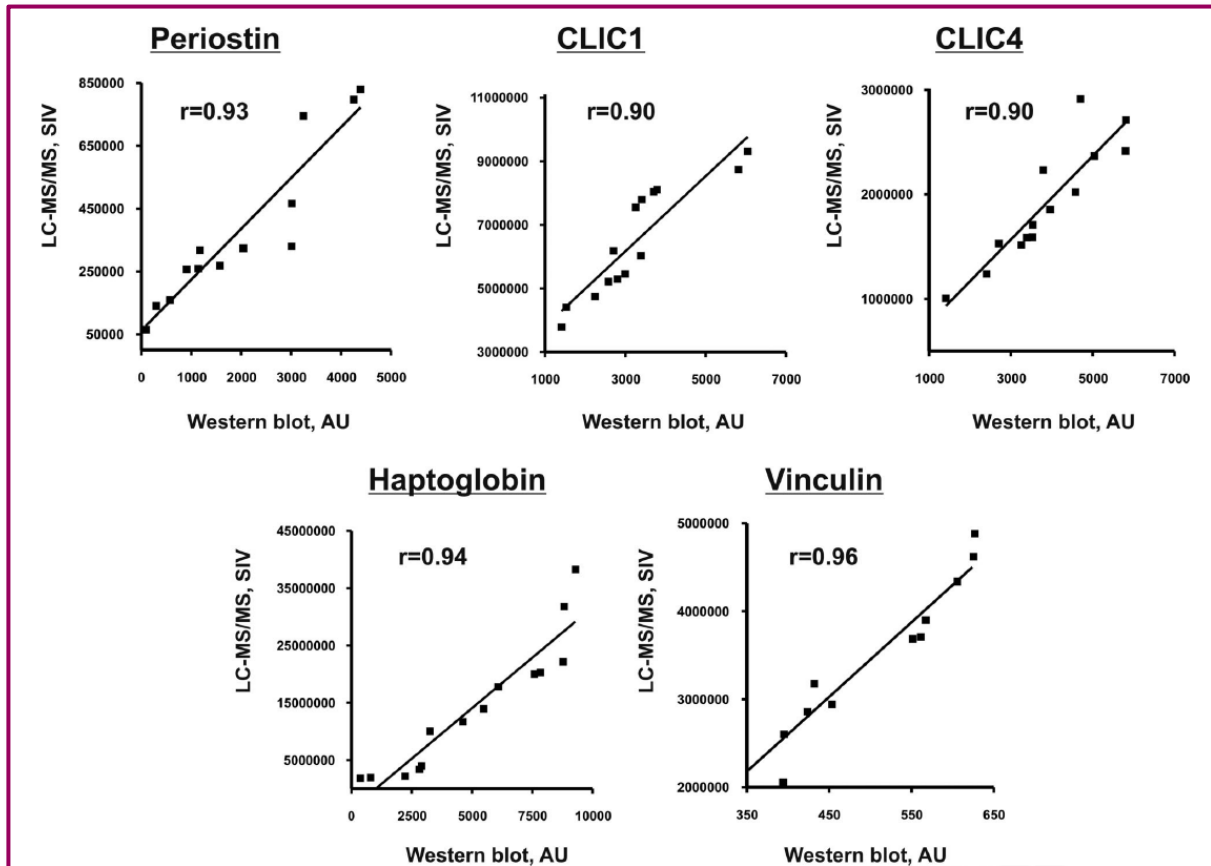 Periostin
CLIC1
CLIC4
r=0.93
r=0.90
r=0.90
LC-MS/MS, SIV
850000
650000
450000
250000
50000
0 1000 2000 3000 4000 5000
Western blot, AU
LC-MS/MS, SIV
11000000
9000000
7000000
5000000
3000000
1000 3000 5000 7000
Western blot, AU
LC-MS/MS, SIV
3000000
2000000
1000000
1000 3000 5000 7000
Western blot, AU
Haptoglobin
Vinculin
r=0.94
r=0.96
LC-MS/MS, SIV
45000000
35000000
25000000
15000000
5000000
0 2500 5000 7500 10000
Western blot, AU
LC-MS/MS, SIV
5000000
4000000
3000000
2000000
350 450 550 650
Western blot, AU